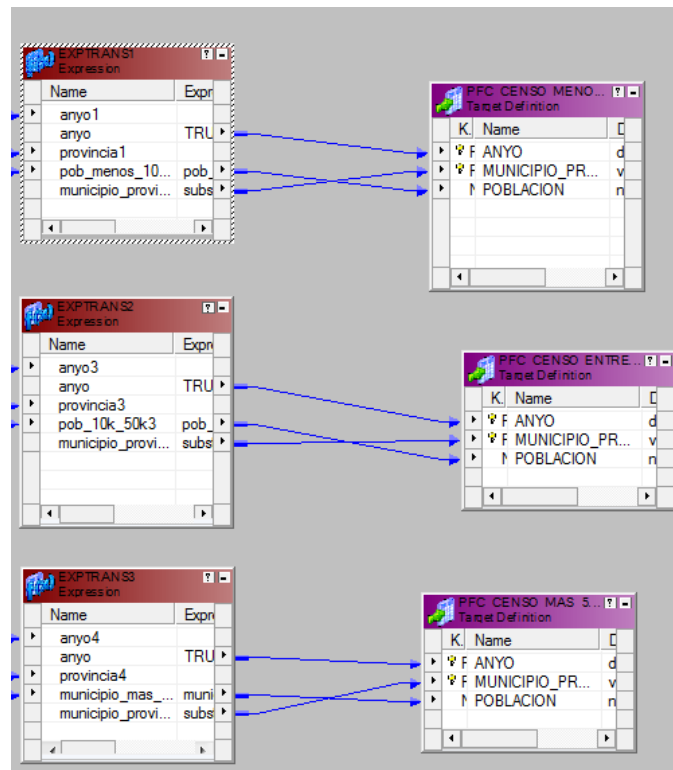 EXPTRANS1
Expression
Name Expr
anyo1
anyo TRU
provincia1
pob_menos_10... pob_
municipio_provi... subs
PFC CENSO MENO...
Target Definition
K. Name
ANYO d
MUNICIPIO_PR... v
POBLACION n
EXPTRANS2
Expression
Name Expr
anyo3
anyo TRU
provincia3
pob_10k_50k3 pob_
municipio_provi... subs
PFC CENSO ENTRE...
Target Definition
K. Name
ANYO d
MUNICIPIO_PR... v
POBLACION n
EXPTRANS3
Expression
Name Expr
anyo4
anyo TRU
provincia4
municipio_mas_... muni
municipio_provi... subs
PFC CENSO MAS 5...
Target Definition
K. Name
ANYO d
MUNICIPIO_PR... v
POBLACION n